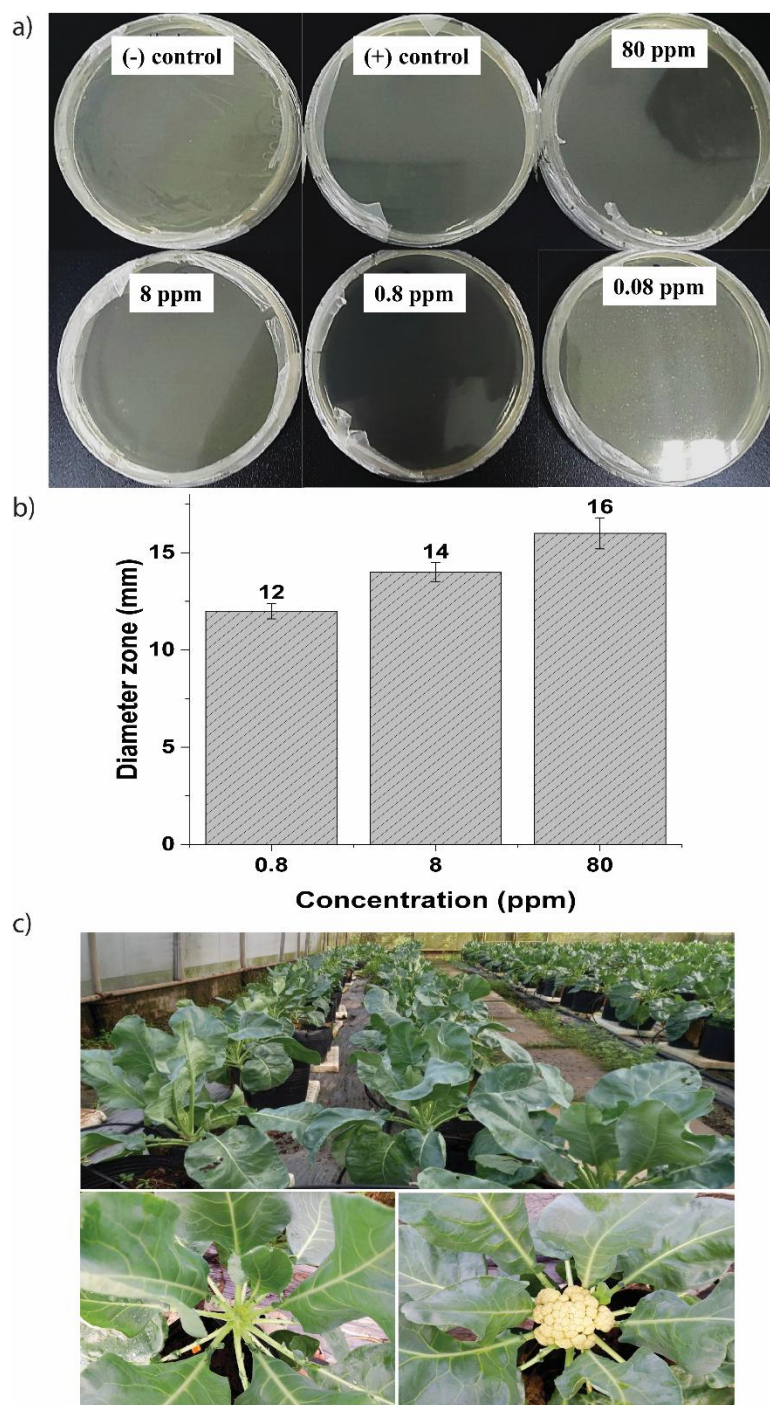 a)
(-) control
(+) control
80 ppm
8 ppm
0.8 ppm
0.08 ppm
b)
16
14
12
15
10
5
0
Diameter zone (mm)
0.8
8
80
Concentration (ppm)
c)